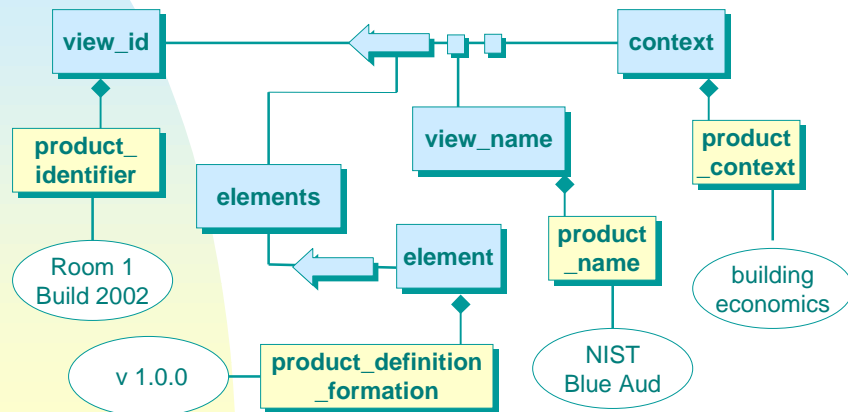 view_id
context
view_name
product_
identifier
product
_context
elements
element
product
_name
Room 1
Build 2002
building
economics
v 1.0.0
product_definition
_formation
NIST
Blue Aud